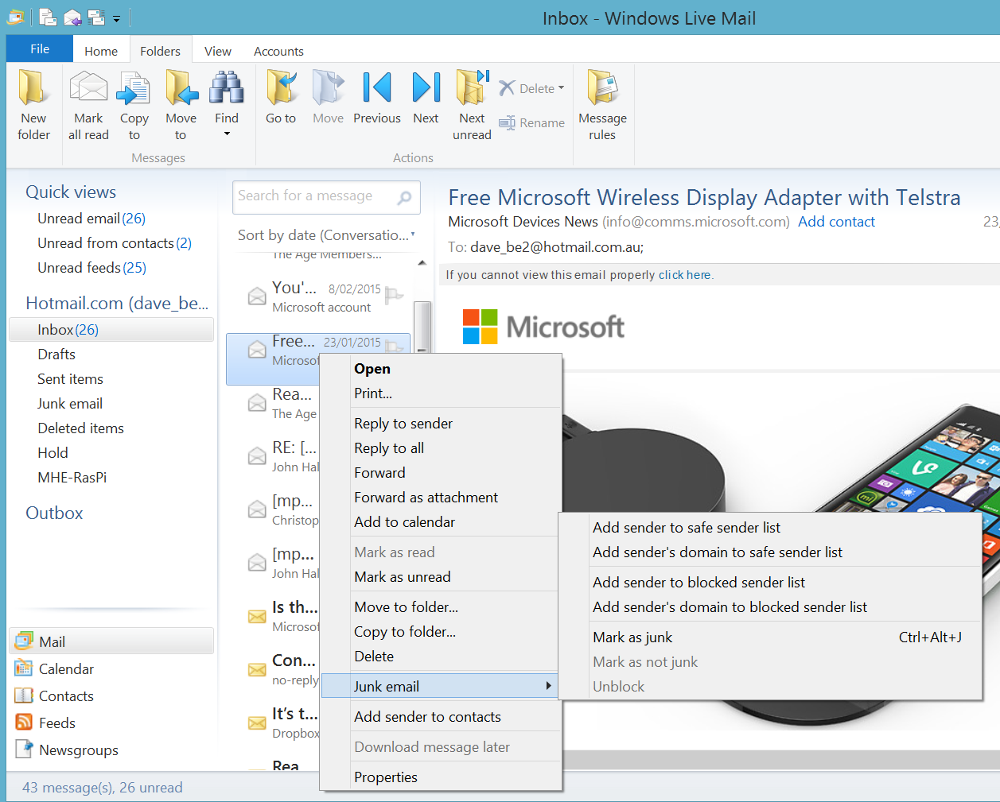 Inbox - Windows Live Mail
File
Home
Folders
View
Accounts
New
folder
Mark
all read
Copy
to
Move
to
Find
Messages
Go to
Move
Previous
Next
Next
unread
Delete
Rename
Actions
Message
rules
Quick views
Unread email (26)
Unread from contacts (2)
Unread feeds (25)
Hotmail.com (dave_be...
Inbox (26)
Drafts
Sent items
Junk email
Deleted items
Hold
MHE-RasPi
Outbox
Mail
Calendar
Contacts
Feeds
Newsgroups
43 message(s), 26 unread
Search for a message
Sort by date (Conversatio...
The Age Members...
You'... 8/02/2015
Microsoft account
Free... 23/01/2015
Microsof
Rea...
The Age
RE: [...
John Hal
[mp...
Christop
[mp...
John Hal
Is th...
Microsof
Con...
no-reply
It's t...
Dropbox
Rea
Free Microsoft Wireless Display Adapter with Telstra
Microsoft Devices News (info@comms.microsoft.com) Add contact 23,
To: dave_be2@hotmail.com.au;
If you cannot view this email properly click here.
Microsoft
Open
Print...
Reply to sender
Reply to all
Forward
Forward as attachment
Add to calendar
Mark as read
Mark as unread
Move to folder...
Copy to folder...
Delete
Junk email
Add sender to contacts
Download message later
Properties
Add sender to safe sender list
Add sender's domain to safe sender list
Add sender to blocked sender list
Add sender's domain to blocked sender list
Mark as junk Ctrl+Alt+J
Mark as not junk
Unblock